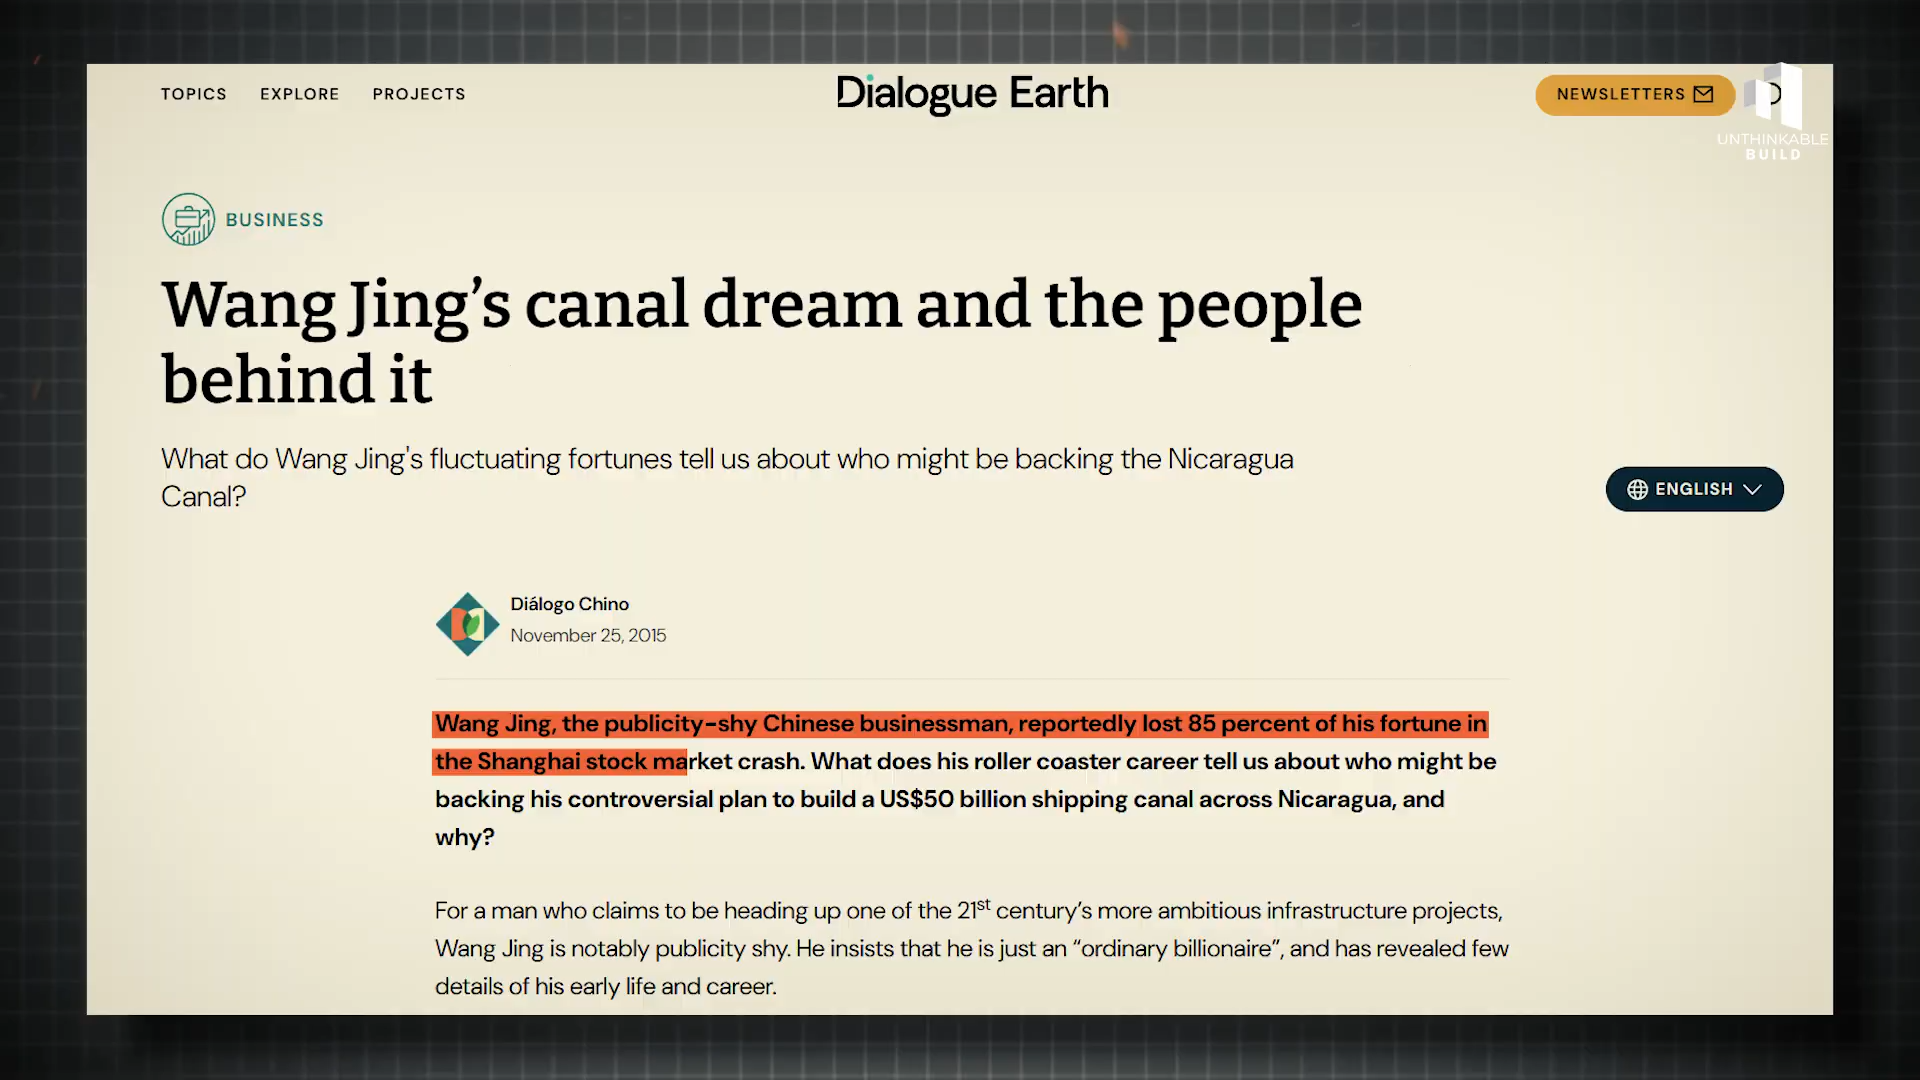 TOPICS EXPLORE PROJECTS
Dialogue Earth
NEWSLETTERS
UNTHINKABLE
BUILD
BUSINESS
Wang Jing’s canal dream and the people
behind it
What do Wang Jing's fluctuating fortunes tell us about who might be backing the Nicaragua
Canal?
ENGLISH
Diálogo Chino
November 25, 2015
Wang Jing, the publicity-shy Chinese businessman, reportedly lost 85 percent of his fortune in
the Shanghai stock market crash. What does his roller coaster career tell us about who might be
backing his controversial plan to build a US$50 billion shipping canal across Nicaragua, and
why?
For a man who claims to be heading up one of the 21st century’s more ambitious infrastructure projects,
Wang Jing is notably publicity shy. He insists that he is just an “ordinary billionaire”, and has revealed few
details of his early life and career.